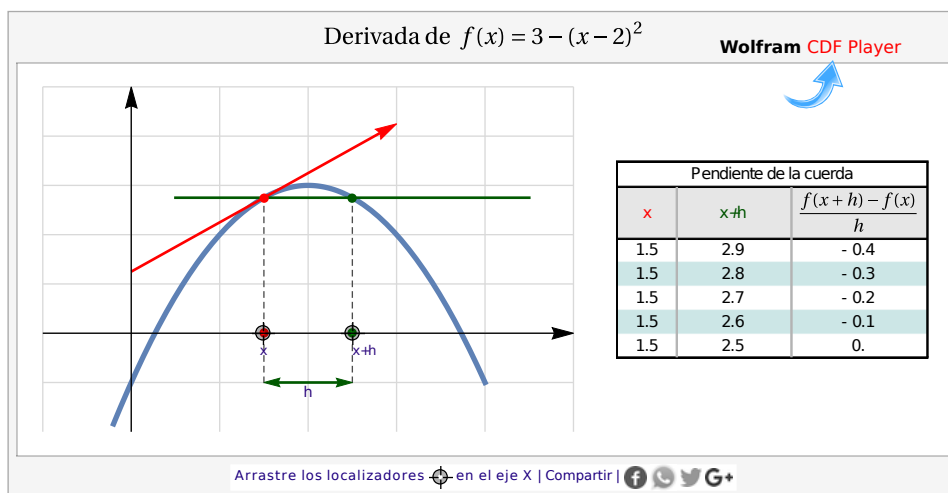 Derivada de f(x) = 3 – (x – 2)²
Wolfram CDF Player
x
x+h
h
Pendiente de la cuerda
x x+h f(x + h) – f(x) / h
1.5 2.9 - 0.4
1.5 2.8 - 0.3
1.5 2.7 - 0.2
1.5 2.6 - 0.1
1.5 2.5 0.
Arrastre los localizadores en el eje X | Compartir | f G+